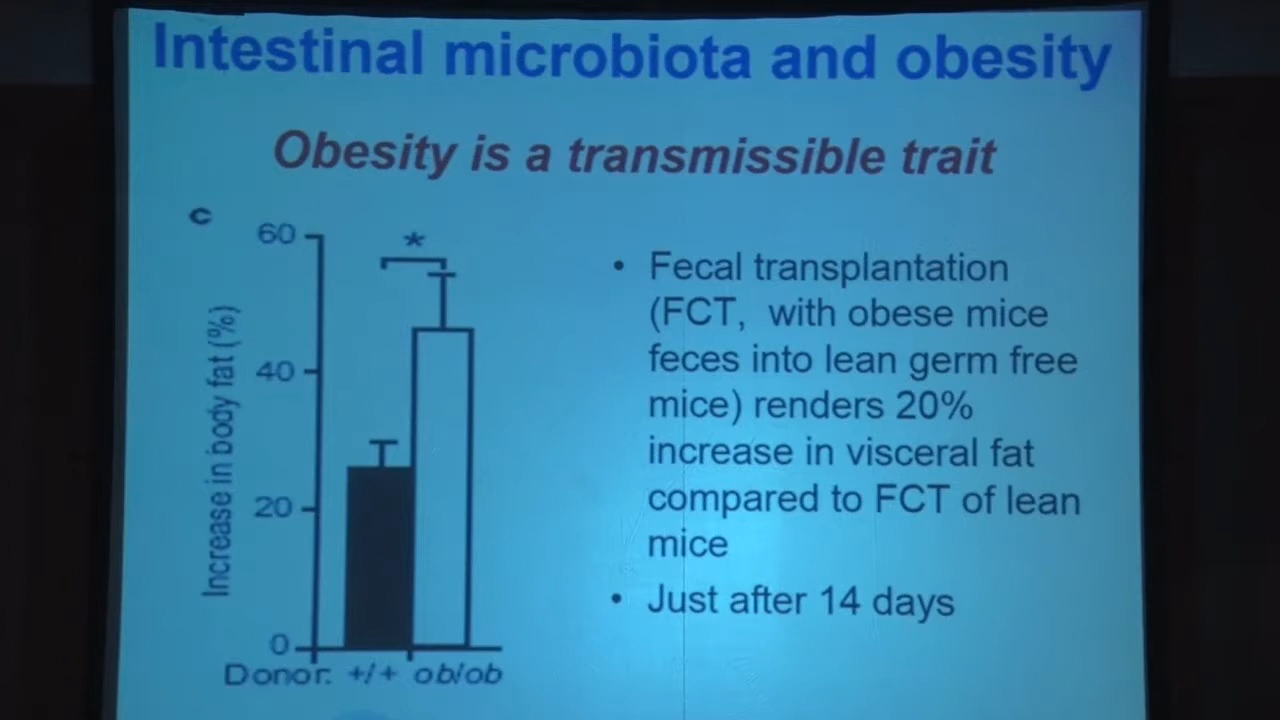 Intestinal microbiota and obesity
Obesity is a transmissible trait
c
60
40
20
0
Increase in body fat (%)
*
Donor: +/+ ob/ob
• Fecal transplantation
(FCT, with obese mice
feces into lean germ free
mice) renders 20%
increase in visceral fat
compared to FCT of lean
mice
• Just after 14 days